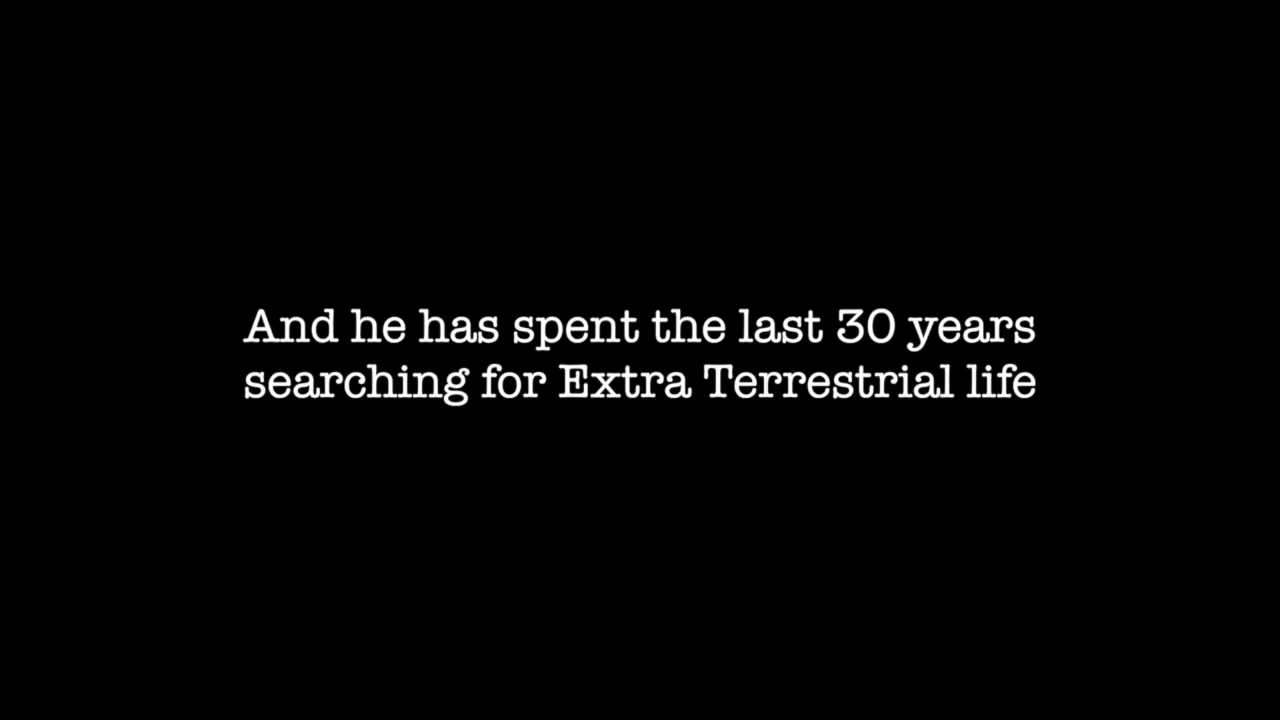 And he has spent the last 30 years
searching for Extra Terrestrial life